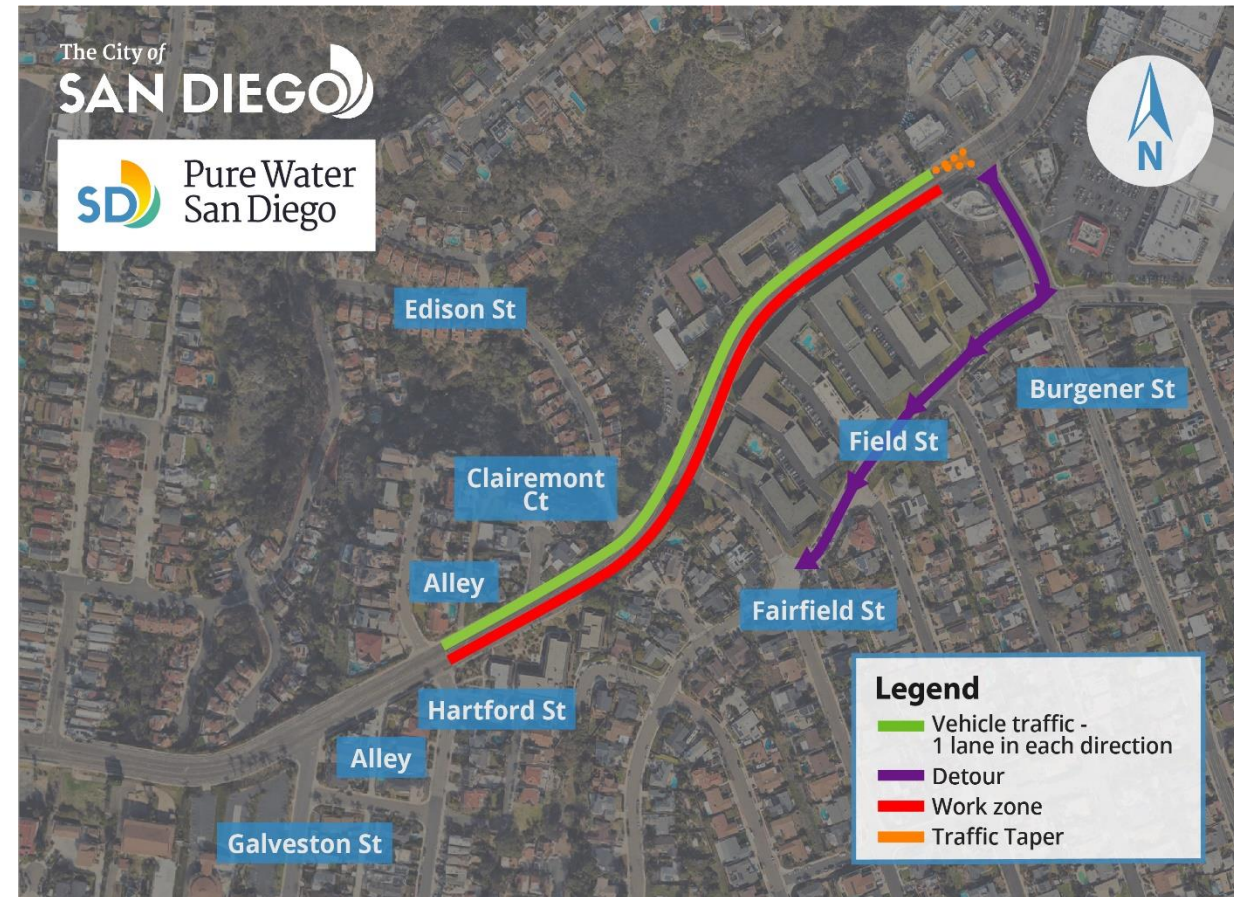 The City of
SAN DIEGO
SD
Pure Water
San Diego
N
Edison St
Burgener St
Field St
Clairemont
Ct
Alley
Fairfield St
Hartford St
Alley
Galveston St
Legend
Vehicle traffic -
1 lane in each direction
Detour
Work zone
Traffic Taper